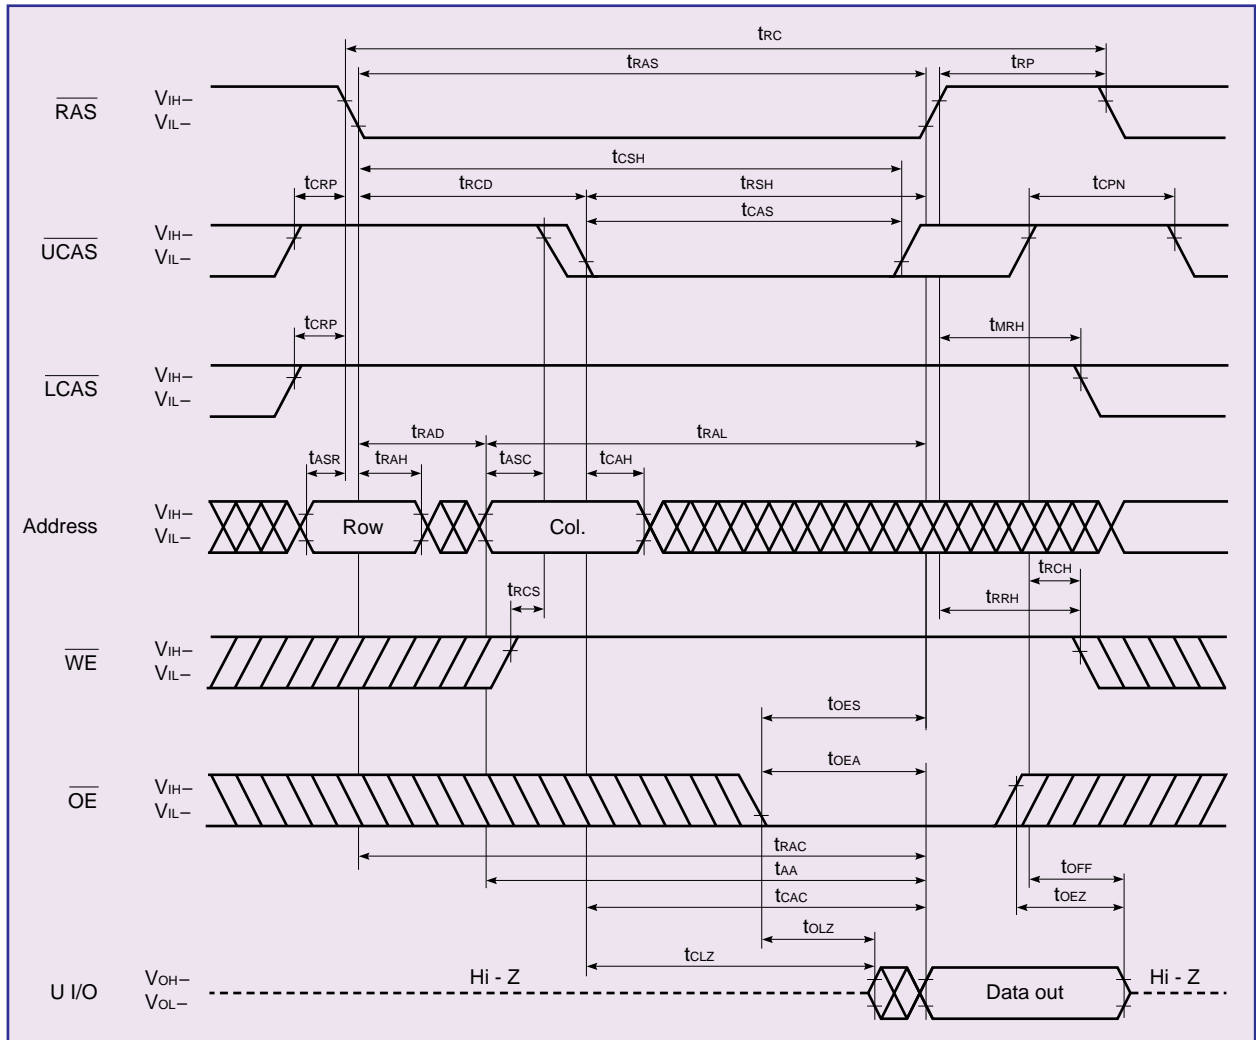 tRC
tRAS tRP
RAS VIH–
VIL–
tCSH
tCRP tRCD tRSH tCPN
tCAS
UCAS VIH–
VIL–
tCRP tMRH
LCAS VIH–
VIL–
tRAD tRAL
tASR tRAH tASC tCAH
Address VIH– Row Col.
VIL–
tRCH
tRCS tRRH
WE VIH–
VIL–
tOES
tOEA
OE VIH–
VIL–
tRAC
tAA tOFF
tCAC tOEZ
tOLZ
tCLZ
U I/O VOH– Hi - Z Data out Hi - Z
VOL–